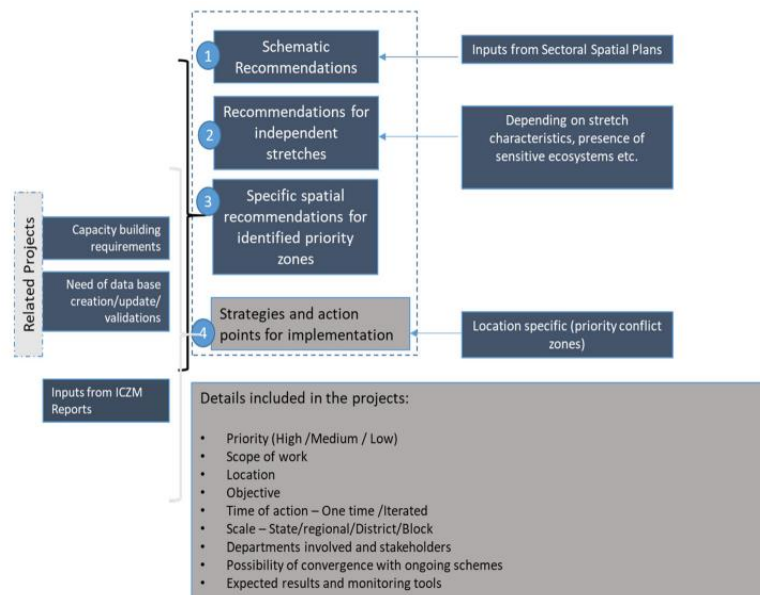 1
Schematic
Recommendations
Inputs from Sectoral Spatial Plans
2
Recommendations for
independent
stretches
Depending on stretch
characteristics, presence of
sensitive ecosystems etc.
3
Specific spatial
recommendations for
identified priority
zones
Related Projects
Capacity building
requirements
Need of data base
creation/update/
validations
4
Strategies and action
points for implementation
Location specific (priority conflict
zones)
Inputs from ICZM
Reports
Details included in the projects:
• Priority (High /Medium / Low)
• Scope of work
• Location
• Objective
• Time of action – One time /Iterated
• Scale – State/regional/District/Block
• Departments involved and stakeholders
• Possibility of convergence with ongoing schemes
• Expected results and monitoring tools